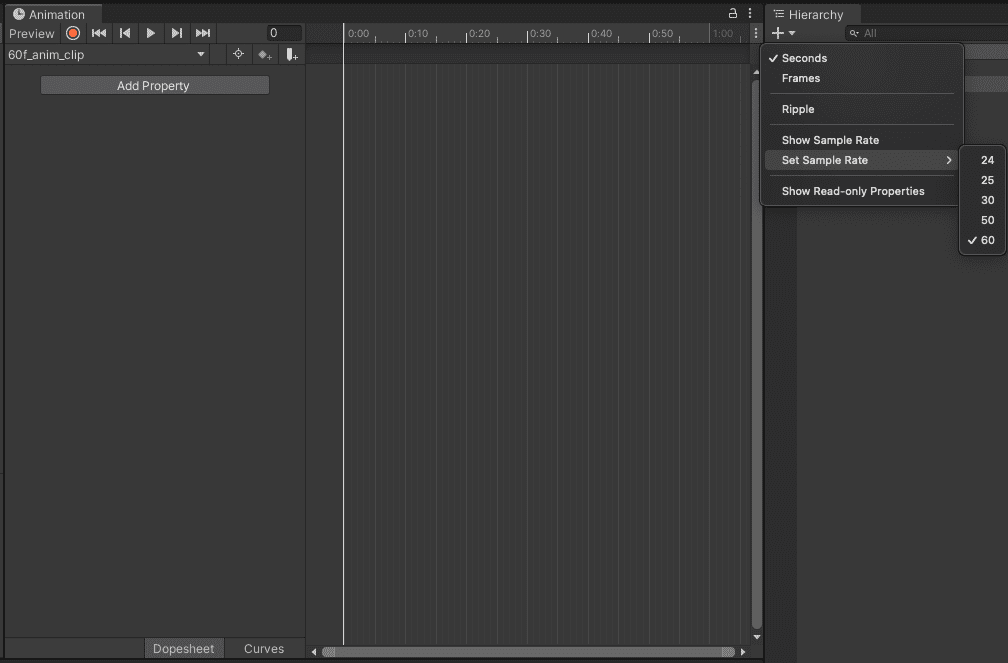 Animation
Hierarchy
Preview
0
0:00
0:10
0:20
0:30
0:40
0:50
1:00
All
60f_anim_clip
Add Property
Seconds
Frames
Ripple
Show Sample Rate
Set Sample Rate
Show Read-only Properties
24
25
30
50
60
Dopesheet
Curves